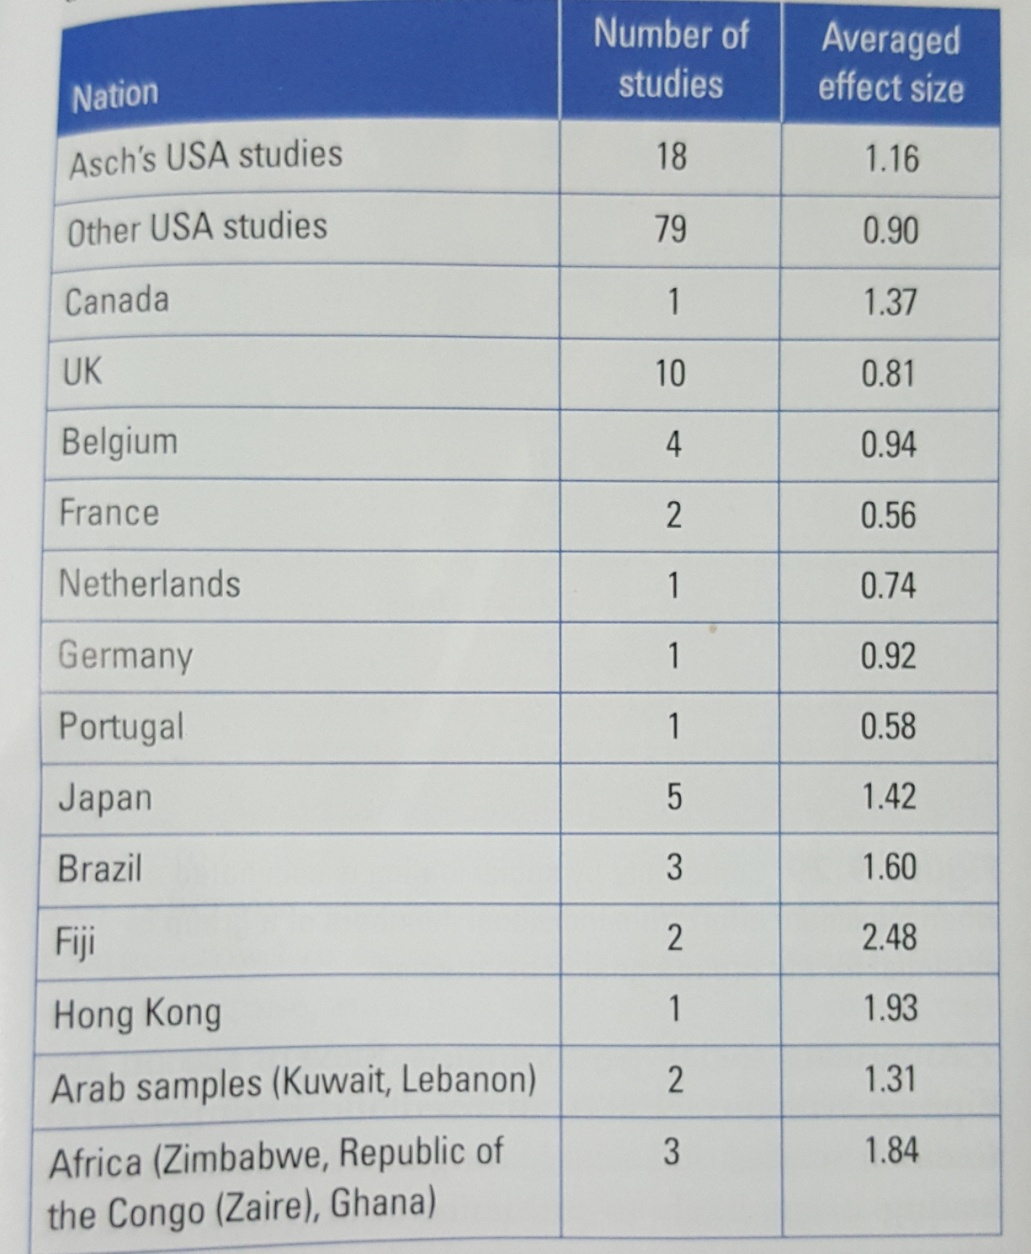 Nation Number of studies Averaged effect size
Asch's USA studies 18 1.16
Other USA studies 79 0.90
Canada 1 1.37
UK 10 0.81
Belgium 4 0.94
France 2 0.56
Netherlands 1 0.74
Germany 1 0.92
Portugal 1 0.58
Japan 5 1.42
Brazil 3 1.60
Fiji 2 2.48
Hong Kong 1 1.93
Arab samples (Kuwait, Lebanon) 2 1.31
Africa (Zimbabwe, Republic of 3 1.84
the Congo (Zaire), Ghana)